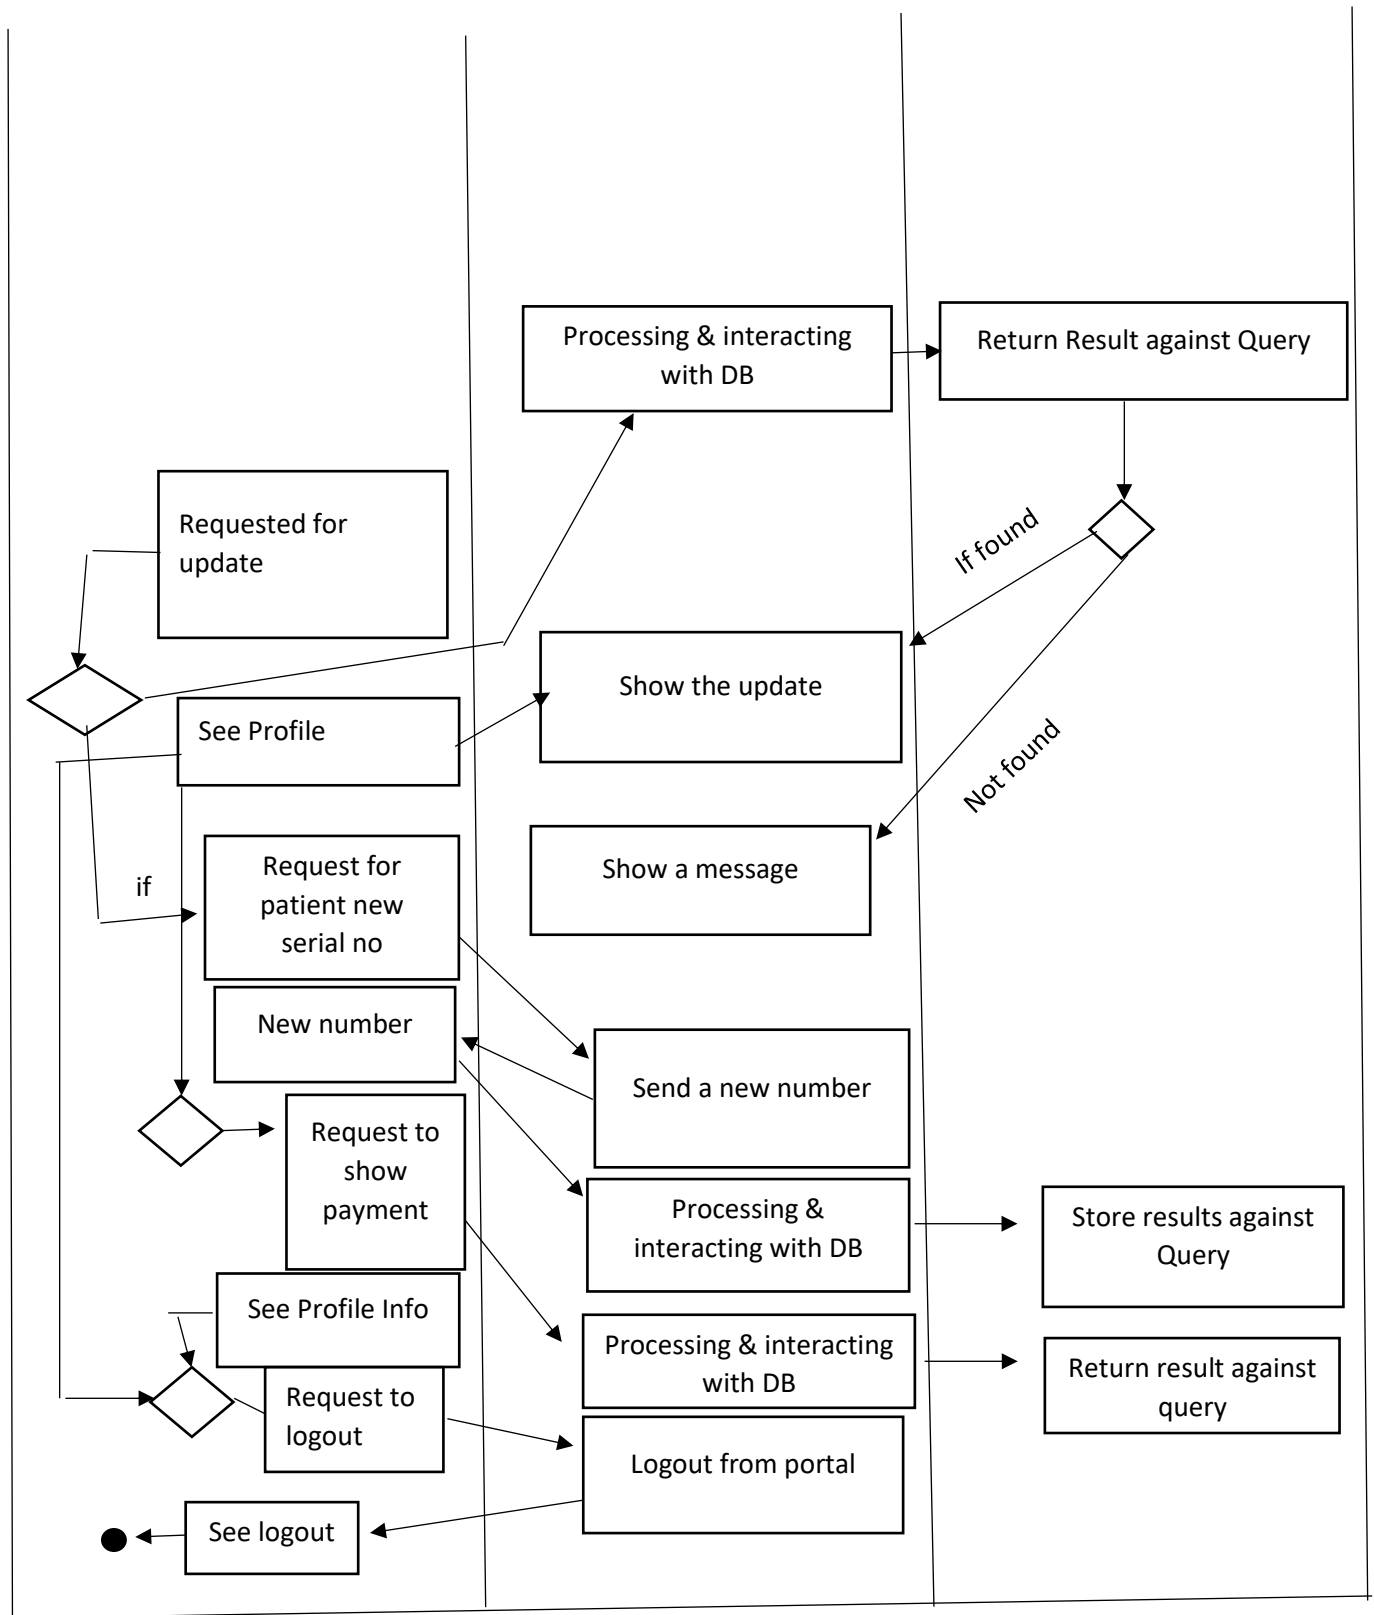 Processing & interacting
with DB
Return Result against Query
Requested for
update
If found
Show the update
See Profile
Not found
Show a message
if
Request for
patient new
serial no
New number
Send a new number
Request to
show
payment
Processing &
interacting with DB
Store results against
Query
See Profile Info
Processing & interacting
with DB
Return result against
query
Request to
logout
Logout from portal
See logout